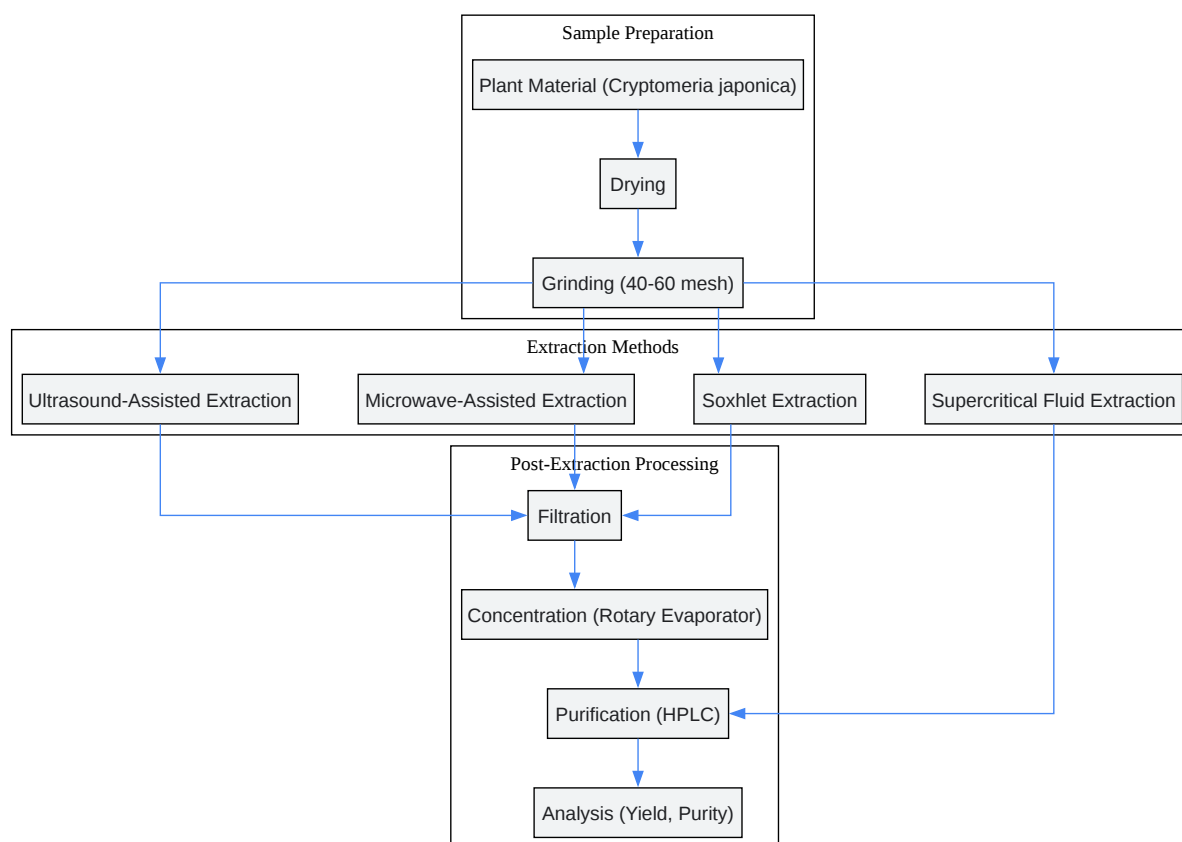 Sample Preparation
Plant Material (Cryptomeria japonica)
Drying
Grinding (40-60 mesh)
Extraction Methods
Ultrasound-Assisted Extraction
Microwave-Assisted Extraction
Soxhlet Extraction
Supercritical Fluid Extraction
Post-Extraction Processing
Filtration
Concentration (Rotary Evaporator)
Purification (HPLC)
Analysis (Yield, Purity)